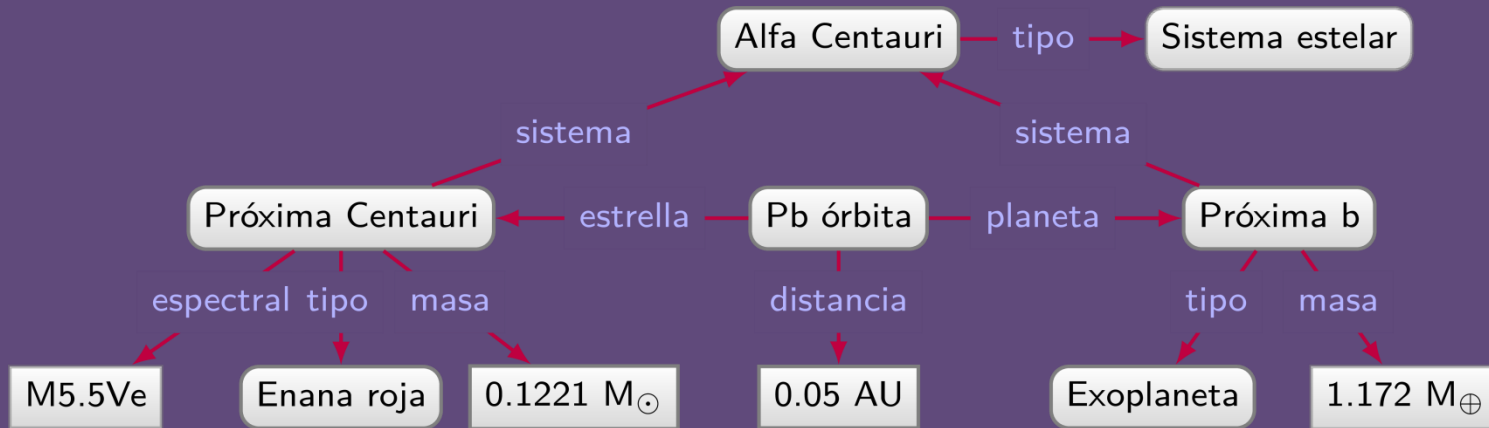 Alfa Centauri tipo Sistema estelar
sistema sistema
Próxima Centauri estrella Pb órbita planeta Próxima b
espectral tipo masa distancia tipo masa
M5.5Ve Enana roja 0.1221 M☉ 0.05 AU Exoplaneta 1.172 M⊕